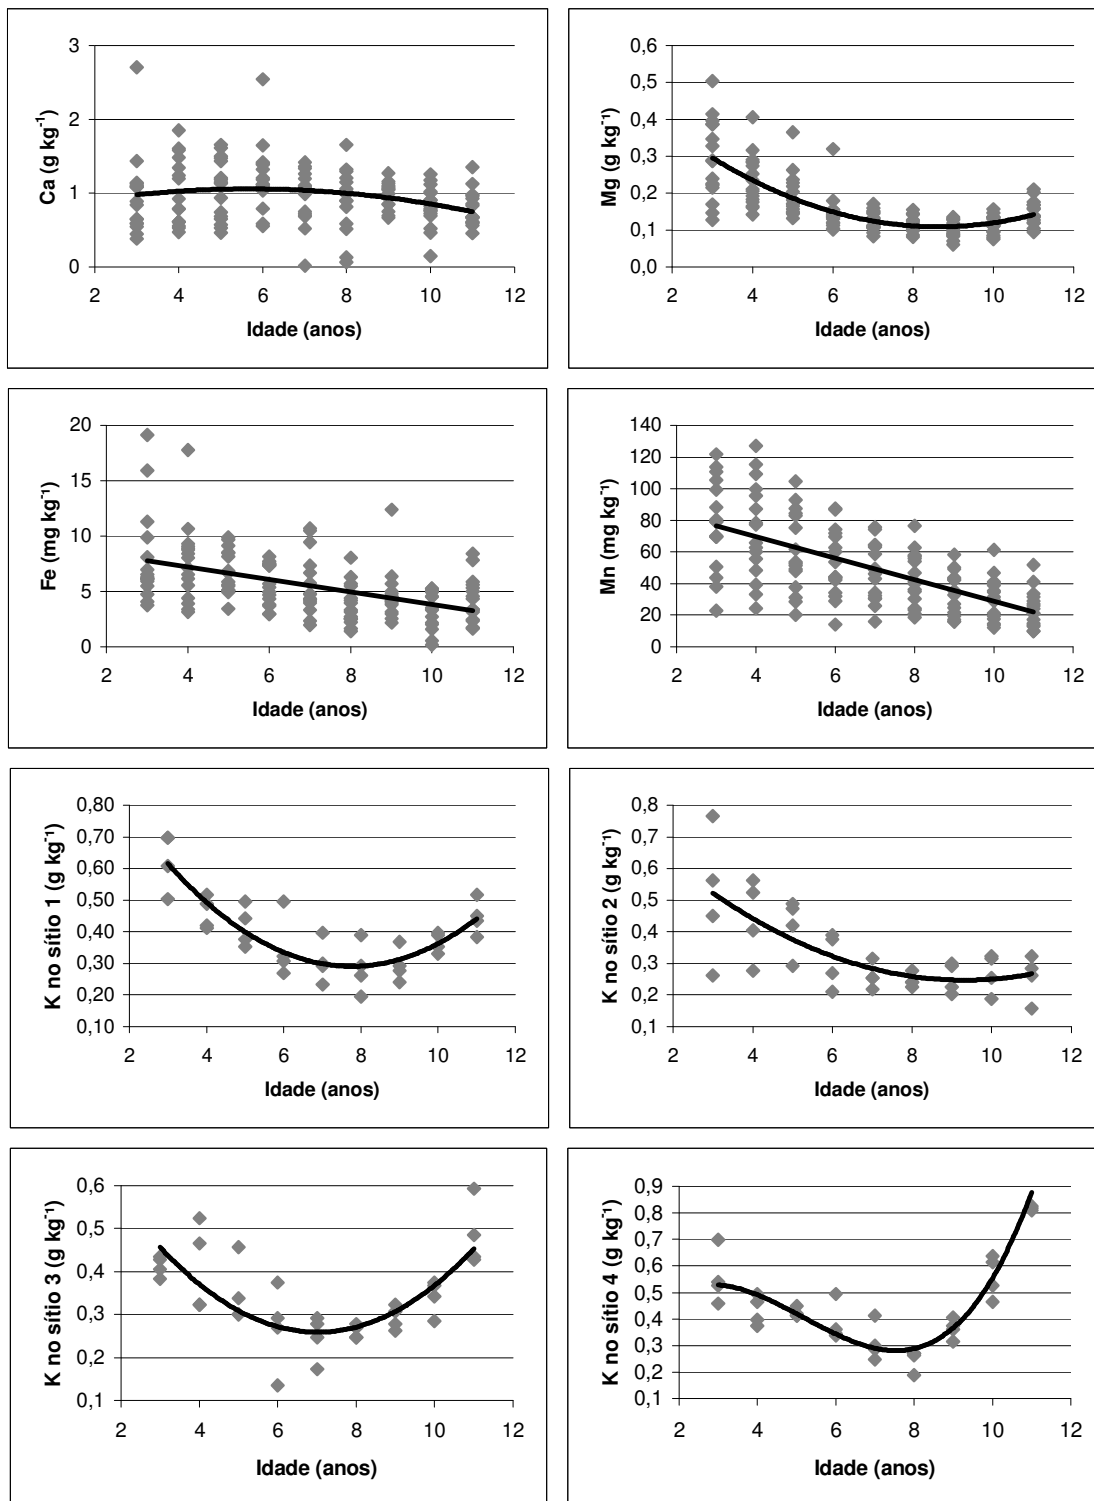 3
2
1
0
Ca (g kg⁻¹)
2 4 6 8 10 12
Idade (anos)
0,6
0,5
0,4
0,3
0,2
0,1
0,0
Mg (g kg⁻¹)
2 4 6 8 10 12
Idade (anos)
20
15
10
5
0
Fe (mg kg⁻¹)
2 4 6 8 10 12
Idade (anos)
140
120
100
80
60
40
20
0
Mn (mg kg⁻¹)
2 4 6 8 10 12
Idade (anos)
0,80
0,70
0,60
0,50
0,40
0,30
0,20
0,10
K no sítio 1 (g kg⁻¹)
2 4 6 8 10 12
Idade (anos)
0,8
0,7
0,6
0,5
0,4
0,3
0,2
0,1
K no sítio 2 (g kg⁻¹)
2 4 6 8 10 12
Idade (anos)
0,6
0,5
0,4
0,3
0,2
0,1
K no sítio 3 (g kg⁻¹)
2 4 6 8 10 12
Idade (anos)
0,9
0,8
0,7
0,6
0,5
0,4
0,3
0,2
0,1
K no sítio 4 (g kg⁻¹)
2 4 6 8 10 12
Idade (anos)